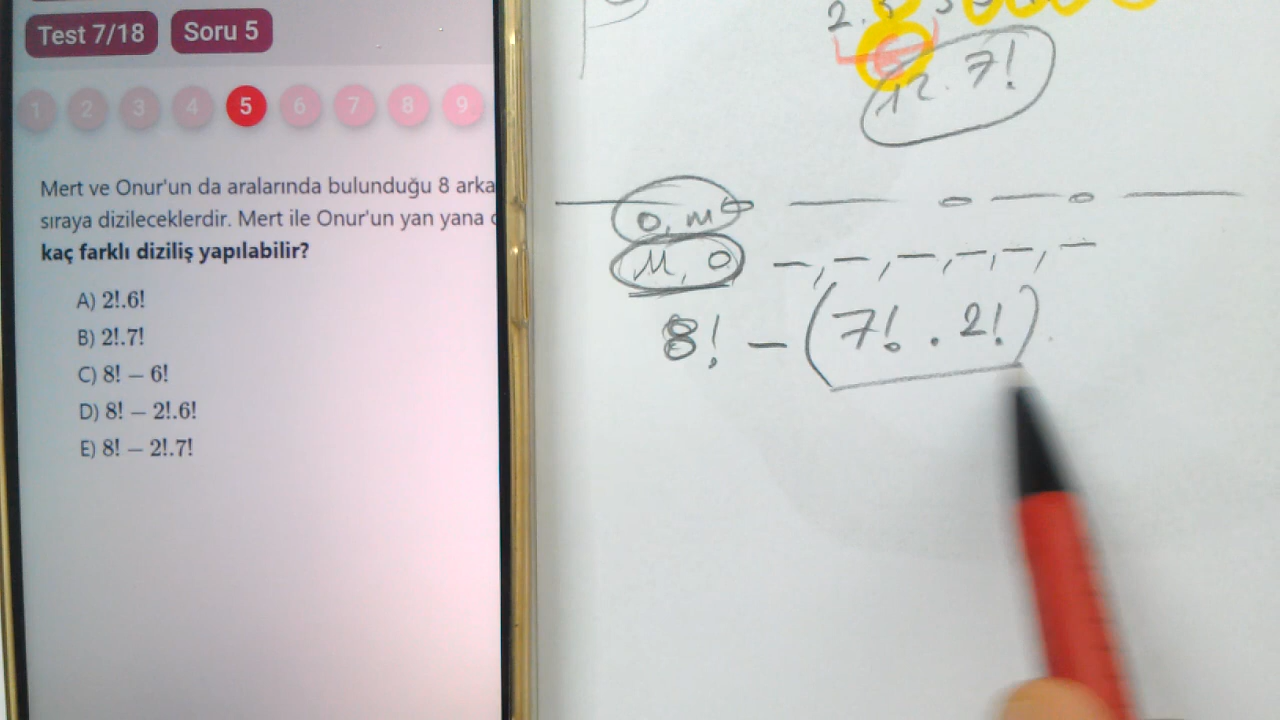 Test 7/18 Soru 5
1 2 3 4 5 6 7 8 9
Mert ve Onur'un da aralarında bulunduğu 8 arka
sıraya dizileceklerdir. Mert ile Onur'un yan yana
kaç farklı diziliş yapılabilir?
A) 2!.6!
B) 2!.7!
C) 8! − 6!
D) 8! − 2!.6!
E) 8! − 2!.7!
12.7!
O, M
M, O
8! − (7! . 2!)